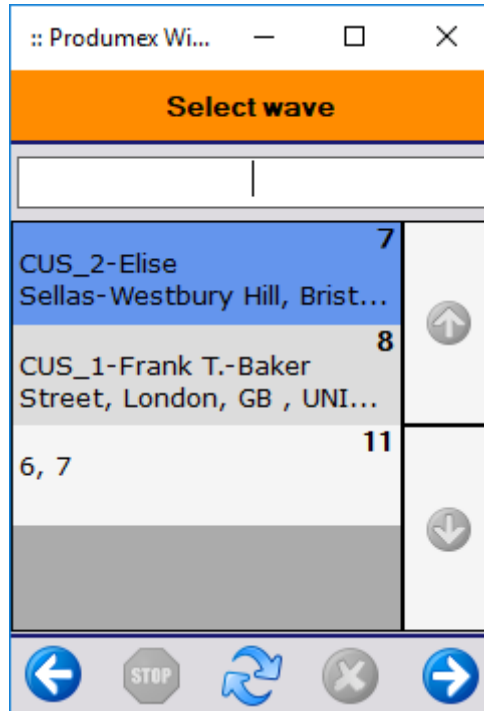 :: Produmex Wi...
Select wave
7
CUS_2-Elise
Sellas-Westbury Hill, Brist...
8
CUS_1-Frank T.-Baker
Street, London, GB , UNI...
11
6, 7
STOP